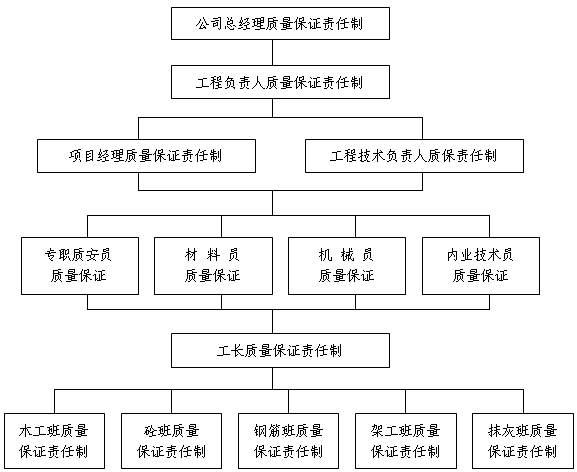 公司总经理质量保证责任制
工程负责人质量保证责任制
项目经理质量保证责任制
工程技术负责人质保责任制
专职质安员
质量保证
材 料 员
质量保证
机 械 员
质量保证
内业技术员
质量保证
工长质量保证责任制
木工班质量
保证责任制
砼班质量
保证责任制
钢筋班质量
保证责任制
架工班质量
保证责任制
抹灰班质量
保证责任制